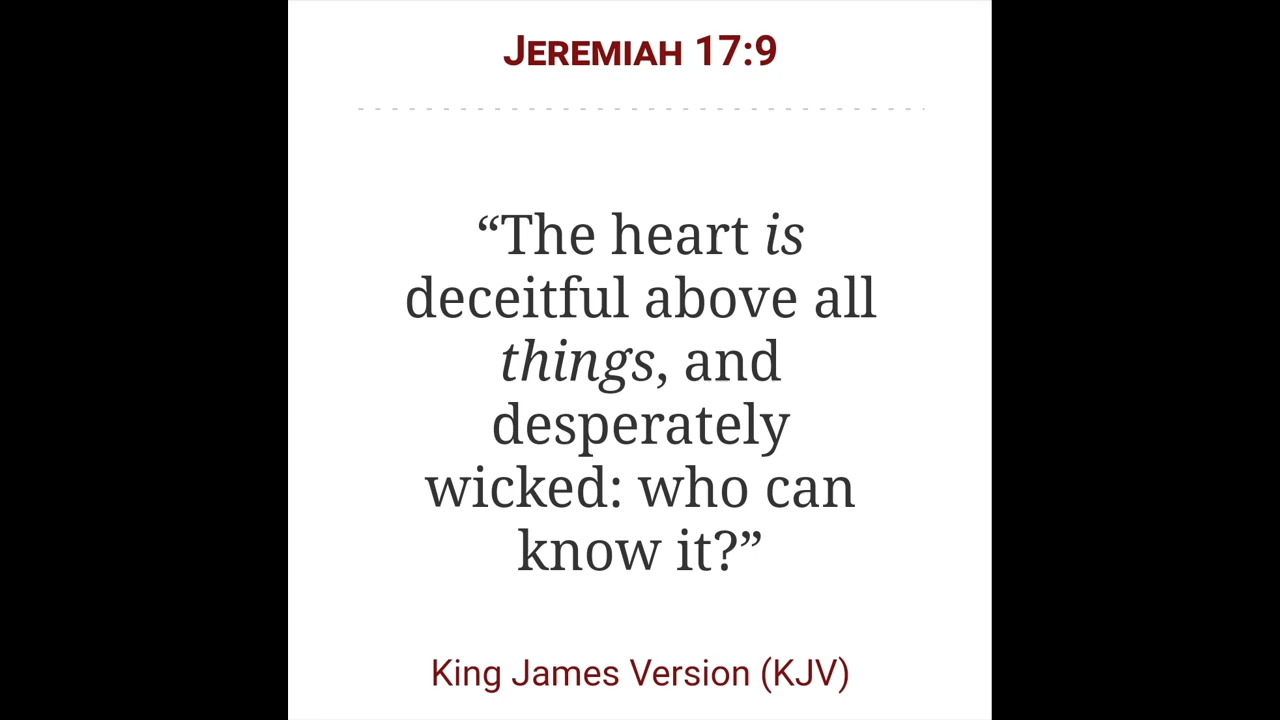 JEREMIAH 17:9
“The heart is
deceitful above all
things, and
desperately
wicked: who can
know it?”
King James Version (KJV)